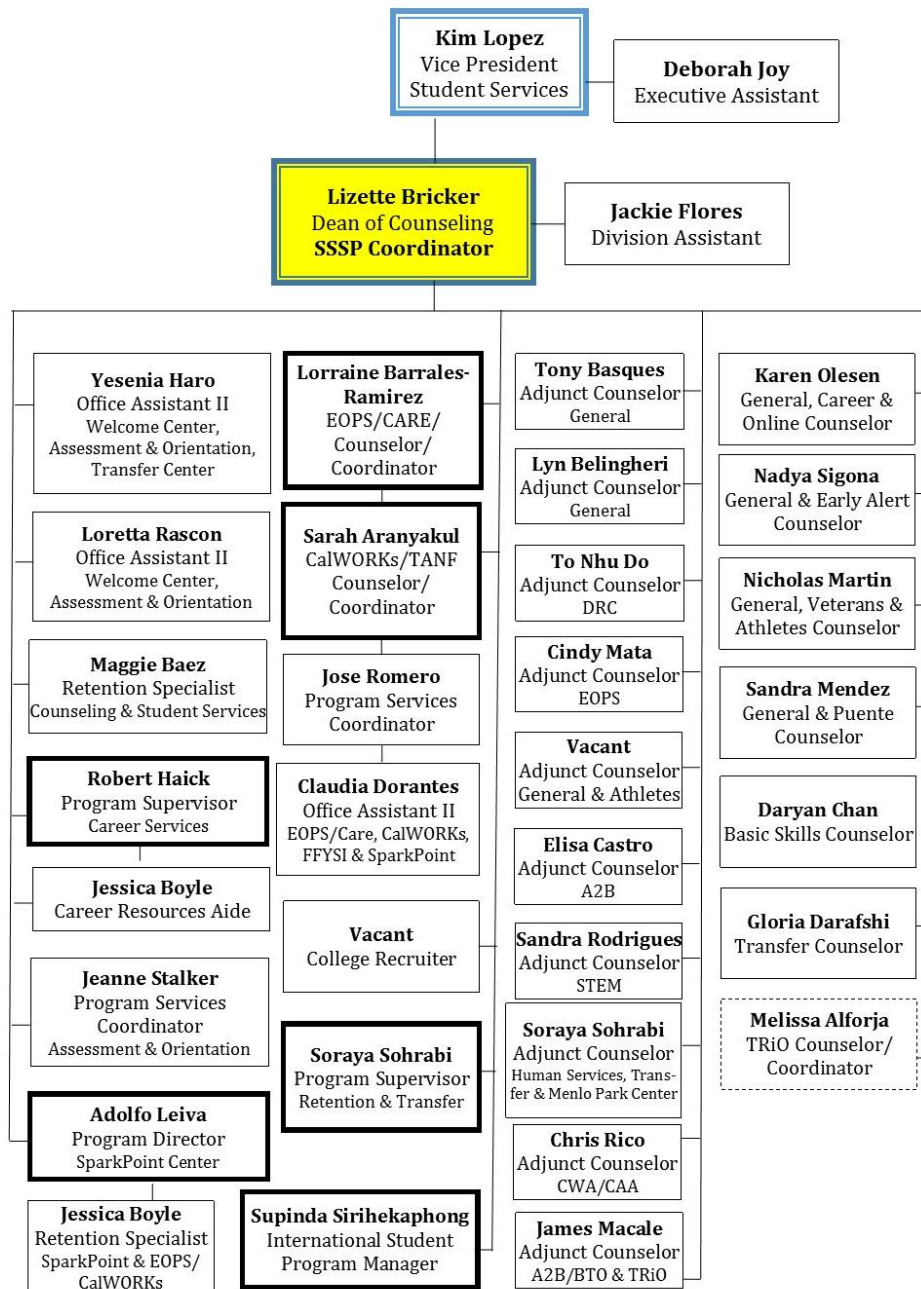 Kim Lopez
Vice President
Student Services
Deborah Joy
Executive Assistant
Lizette Bricker
Dean of Counseling
SSSP Coordinator
Jackie Flores
Division Assistant
Yesenia Haro
Office Assistant II
Welcome Center,
Assessment & Orientation,
Transfer Center
Loretta Rascon
Office Assistant II
Welcome Center,
Assessment & Orientation
Maggie Baez
Retention Specialist
Counseling & Student Services
Robert Haick
Program Supervisor
Career Services
Jessica Boyle
Career Resources Aide
Jeanne Stalker
Program Services
Coordinator
Assessment & Orientation
Adolfo Leiva
Program Director
SparkPoint Center
Jessica Boyle
Retention Specialist
SparkPoint & EOPS/
CalWORKs
Lorraine Barrales-
Ramirez
EOPS/CARE/
Counselor/
Coordinator
Sarah Aranyakul
CalWORKs/TANF
Counselor/
Coordinator
Jose Romero
Program Services
Coordinator
Claudia Dorantes
Office Assistant II
EOPS/Care, CalWORKs,
FFYSI & SparkPoint
Vacant
College Recruiter
Soraya Sohrabi
Program Supervisor
Retention & Transfer
Supinda Sirihekaphong
International Student
Program Manager
Tony Basques
Adjunct Counselor
General
Lyn Belingheri
Adjunct Counselor
General
To Nhu Do
Adjunct Counselor
DRC
Cindy Mata
Adjunct Counselor
EOPS
Vacant
Adjunct Counselor
General & Athletes
Elisa Castro
Adjunct Counselor
A2B
Sandra Rodrigues
Adjunct Counselor
STEM
Soraya Sohrabi
Adjunct Counselor
Human Services, Trans-
fer & Menlo Park Center
Chris Rico
Adjunct Counselor
CWA/CAA
James Macale
Adjunct Counselor
A2B/BTO & TRiO
Karen Olesen
General, Career &
Online Counselor
Nadya Sigona
General & Early Alert
Counselor
Nicholas Martin
General, Veterans &
Athletes Counselor
Sandra Mendez
General & Puente
Counselor
Daryan Chan
Basic Skills Counselor
Gloria Darafshi
Transfer Counselor
Melissa Alforja
TRiO Counselor/
Coordinator